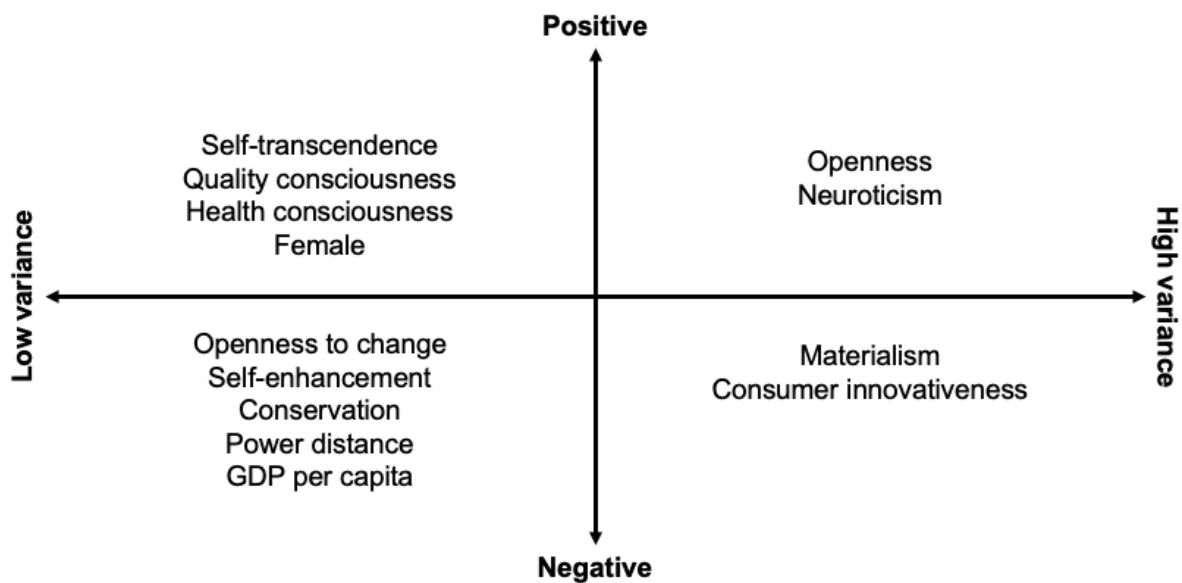 Positive
Self-transcendence
Quality consciousness
Health consciousness
Female
Openness
Neuroticism
Low variance
High variance
Openness to change
Self-enhancement
Conservation
Power distance
GDP per capita
Materialism
Consumer innovativeness
Negative